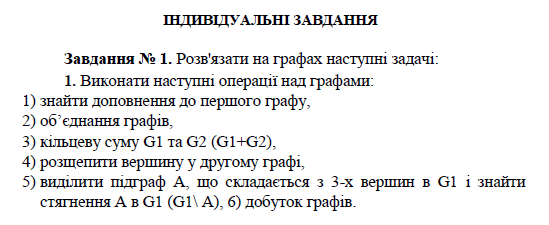 ІНДИВІДУАЛЬНІ ЗАВДАННЯ
Завдання № 1. Розв'язати на графах наступні задачі:
1. Виконати наступні операції над графами:
1) знайти доповнення до першого графу,
2) об’єднання графів,
3) кільцеву суму G1 та G2 (G1+G2),
4) розщепити вершину у другому графі,
5) виділити підграф А, що складається з 3-х вершин в G1 і знайти
стягнення А в G1 (G1\ А), 6) добуток графів.